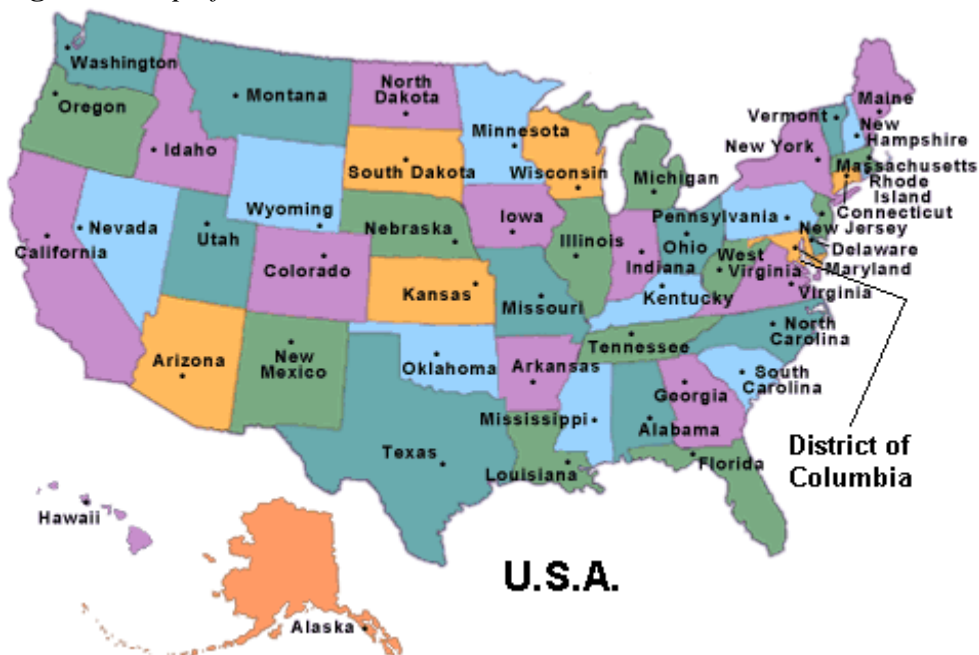 Washington
Oregon
Idaho
Montana
North
Dakota
South Dakota
Minnesota
Wisconsin
Michigan
Vermont
Maine
New
Hampshire
New York
Massachusetts
Rhode
Island
Connecticut
Pennsylvania
New Jersey
Delaware
Maryland
Wyoming
Nebraska
Iowa
Illinois
Indiana
Ohio
West
Virginia
Virginia
Nevada
Utah
California
Colorado
Kansas
Missouri
Kentucky
Arizona
New
Mexico
Oklahoma
Arkansas
Tennessee
North
Carolina
South
Carolina
Georgia
Alabama
Mississippi
Louisiana
Texas
Florida
District of
Columbia
Hawaii
Alaska
U.S.A.